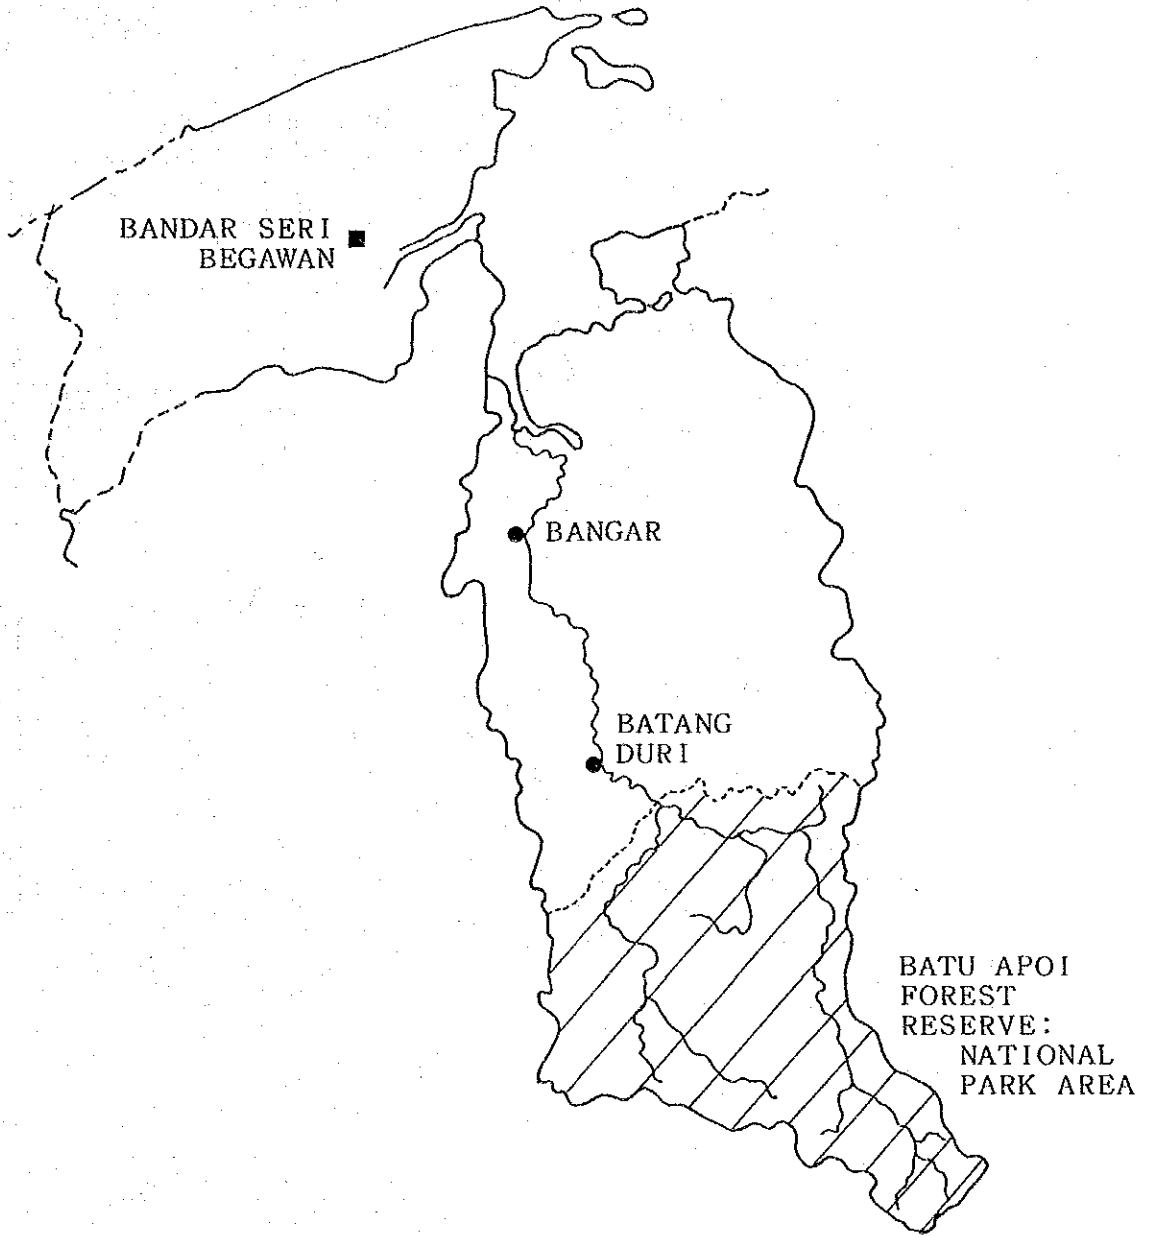 BANDAR SERI
BEGAWAN
BANGAR
BATANG
DURI
BATU APOI
FOREST
RESERVE:
NATIONAL
PARK AREA